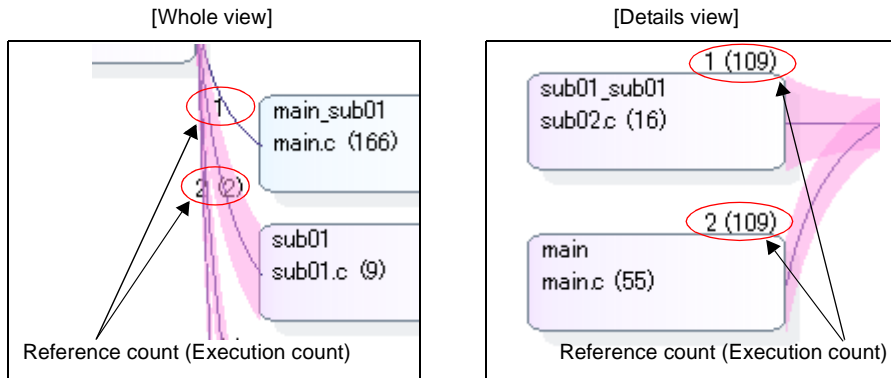 [Whole view]
1
main_sub01
main.c (166)
2 (2)
sub01
sub01.c (9)
Reference count (Execution count)
[Details view]
1 (109)
sub01_sub01
sub02.c (16)
2 (109)
main
main.c (55)
Reference count (Execution count)